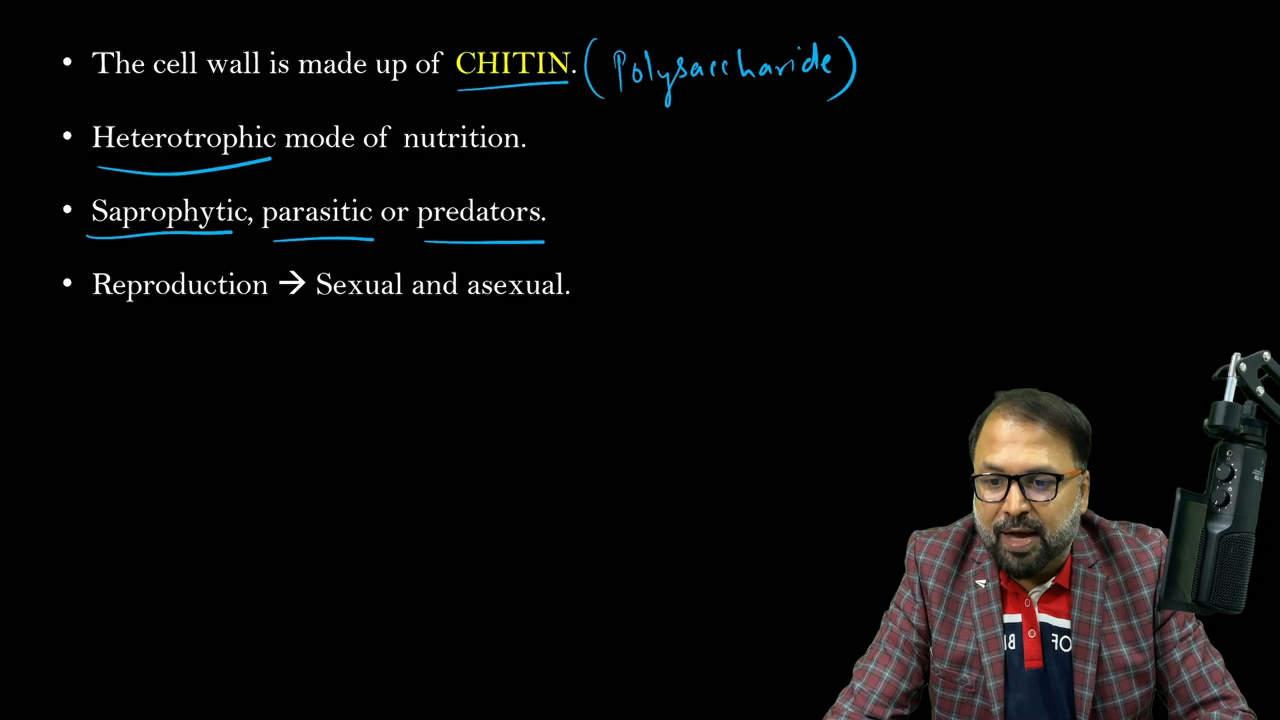 • The cell wall is made up of CHITIN. (Polysaccharide)
• Heterotrophic mode of nutrition.
• Saprophytic, parasitic or predators.
• Reproduction → Sexual and asexual.